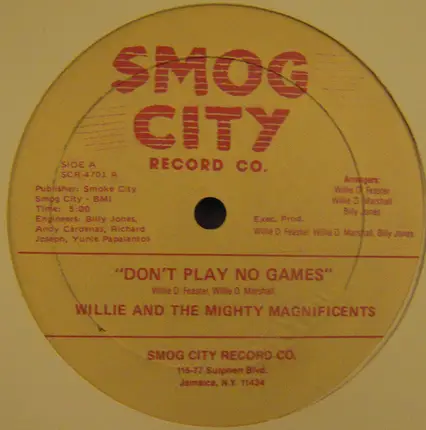 SMOG
CITY
RECORD CO.
SIDE A
SCR-4701 A
Publisher: Smoke City
Smog City - BMI
Time: 5:00
Engineers: Billy Jones,
Andy Cardenas, Richard
Joseph, Yunis Papalentos
Arrangers:
Willie D. Feaster
Willie O. Marshall
Billy Jones
Exec. Prod.
Willie D. Feaster, Willie O. Marshall, Billy Jones
"DON'T PLAY NO GAMES"
Willie D. Feaster, Willie O. Marshall
WILLIE AND THE MIGHTY MAGNIFICENTS
SMOG CITY RECORD CO.
Blvd.
Jamaica, N.Y. 11434